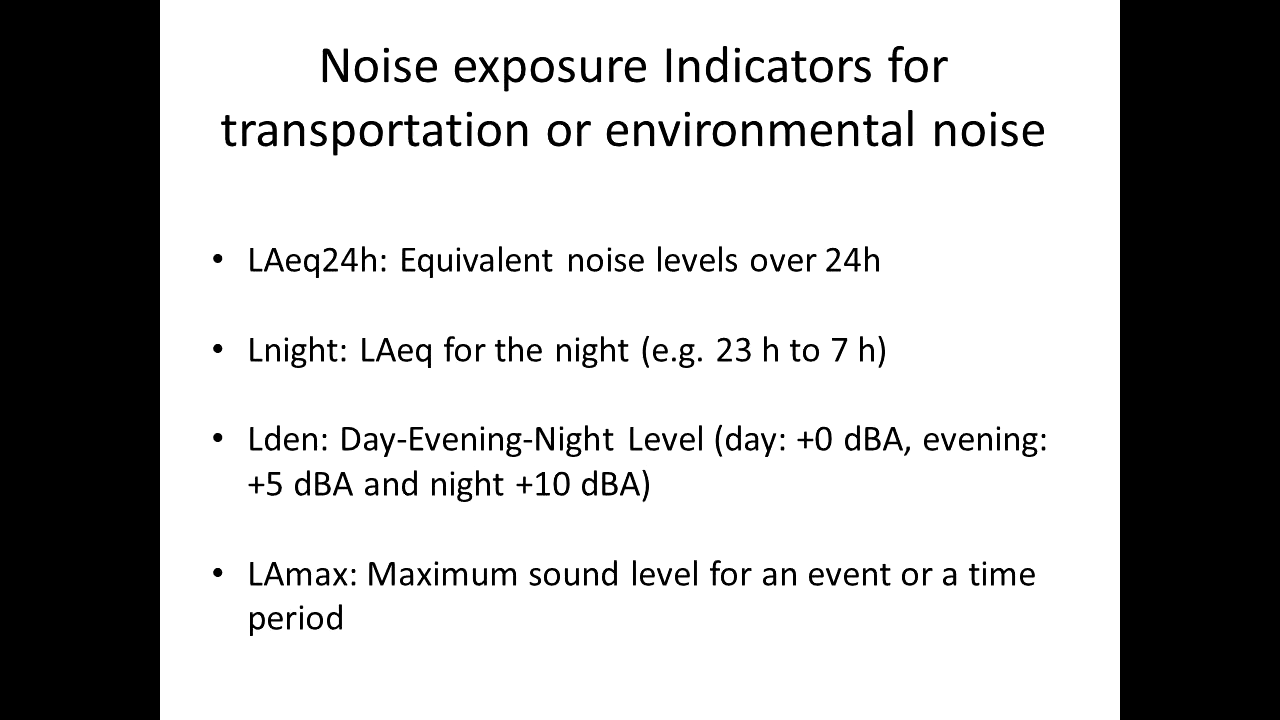 Noise exposure Indicators for
transportation or environmental noise
• LAeq24h: Equivalent noise levels over 24h
• Lnight: LAeq for the night (e.g. 23 h to 7 h)
• Lden: Day-Evening-Night Level (day: +0 dBA, evening:
+5 dBA and night +10 dBA)
• LAmax: Maximum sound level for an event or a time
period